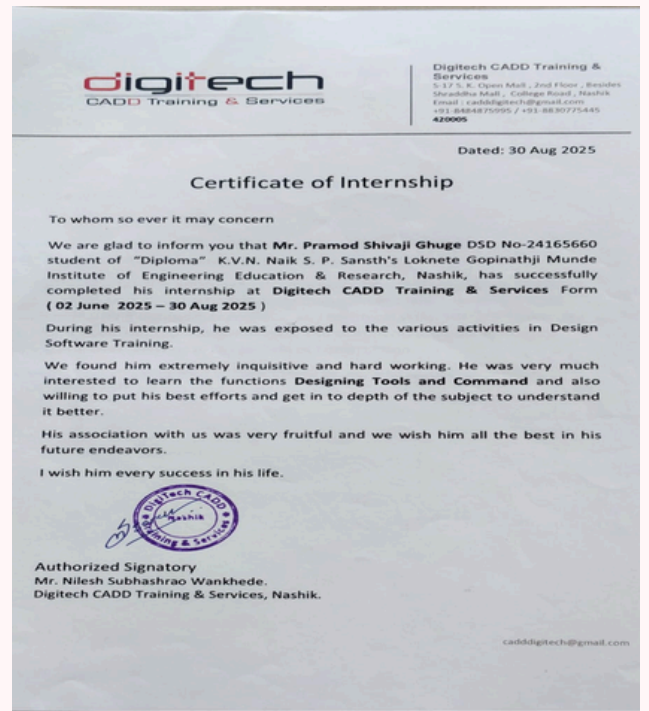 digitech
CADD Training & Services
Digitech CADD Training &
Services
S-17 S. K. Open Mall , 2nd Floor , Besides
Shraddha Mall , College Road , Nashik
Email : cadddigitech@gmail.com
+91-8484875995 / +91-8830775445
420005
Dated: 30 Aug 2025
Certificate of Internship
To whom so ever it may concern
We are glad to inform you that Mr. Pramod Shivaji Ghuge DSD No-24165660
student of "Diploma" K.V.N. Naik S. P. Sansth's Loknete Gopinathji Munde
Institute of Engineering Education & Research, Nashik, has successfully
completed his internship at Digitech CADD Training & Services Form
( 02 June 2025 – 30 Aug 2025 )
During his internship, he was exposed to the various activities in Design
Software Training.
We found him extremely inquisitive and hard working. He was very much
interested to learn the functions Designing Tools and Command and also
willing to put his best efforts and get in to depth of the subject to understand
it better.
His association with us was very fruitful and we wish him all the best in his
future endeavors.
I wish him every success in his life.
DigiTech CADD
Nashik
Training & Services
Authorized Signatory
Mr. Nilesh Subhashrao Wankhede.
Digitech CADD Training & Services, Nashik.
cadddigitech@gmail.com